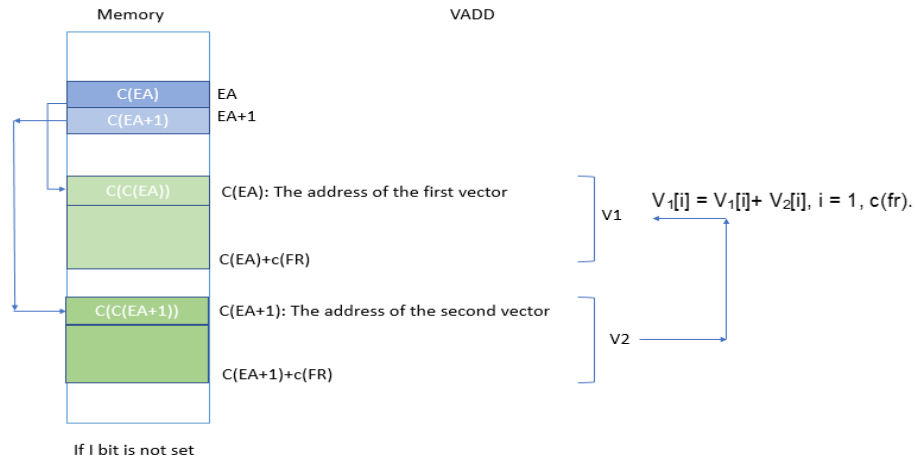 Memory
VADD
C(EA) EA
C(EA+1) EA+1
C(C(EA)) C(EA): The address of the first vector
V₁[i] = V₁[i]+ V₂[i], i = 1, c(fr).
V1
C(EA)+c(FR)
C(C(EA+1)) C(EA+1): The address of the second vector
V2
C(EA+1)+c(FR)
If I bit is not set